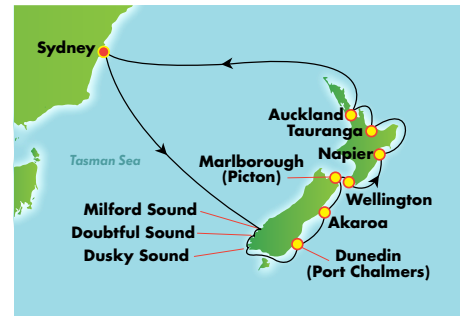 Sydney
Auckland
Tauranga
Napier
Tasman Sea
Marlborough
(Picton)
Wellington
Milford Sound
Akaroa
Doubtful Sound
Dusky Sound
Dunedin
(Port Chalmers)